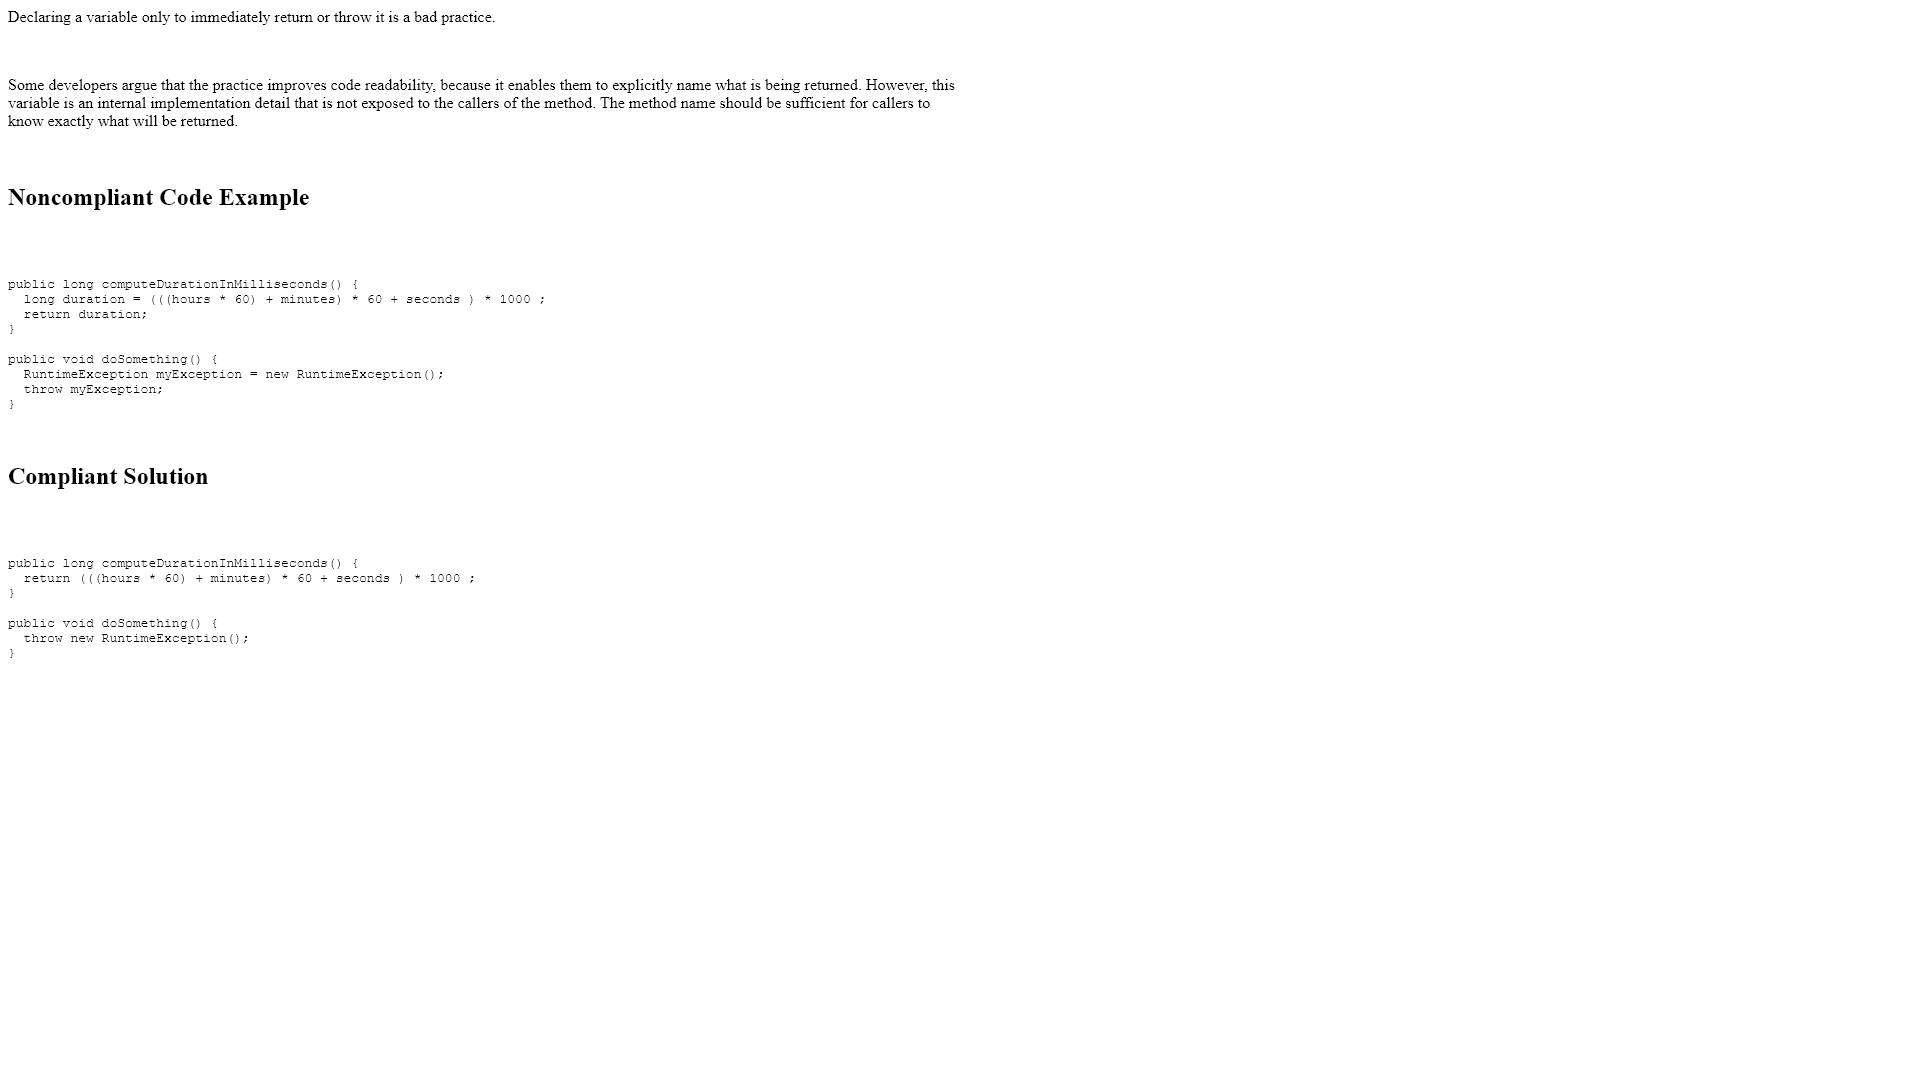 Declaring a variable only to immediately return or throw it is a bad practice.
Some developers argue that the practice improves code readability, because it enables them to explicitly name what is being returned. However, this
variable is an internal implementation detail that is not exposed to the callers of the method. The method name should be sufficient for callers to
know exactly what will be returned.
Noncompliant Code Example
public long computeDurationInMilliseconds() {
  long duration = (((hours * 60) + minutes) * 60 + seconds ) * 1000 ;
  return duration;
}
public void doSomething() {
  RuntimeException myException = new RuntimeException();
  throw myException;
}
Compliant Solution
public long computeDurationInMilliseconds() {
  return (((hours * 60) + minutes) * 60 + seconds ) * 1000 ;
}
public void doSomething() {
  throw new RuntimeException();
}